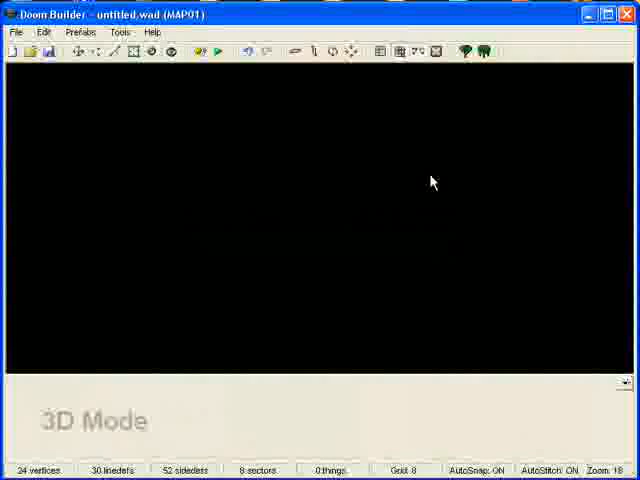 Doom Builder - untitled.wad (MAP01)
File Edit Prefabs Tools Help
3D Mode
24 vertices 30 linedefs 52 sidedefs 8 sectors 0 things Grid: 8 AutoSnap: ON AutoStitch: ON Zoom: 18